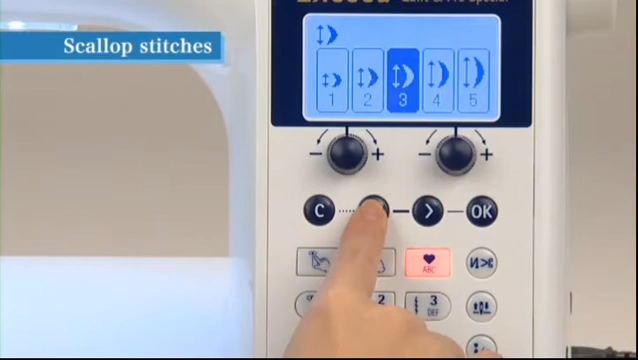 Scallop stitches
1 2 3 4 5
− + − +
C > OK
ABC
2 3
DEF